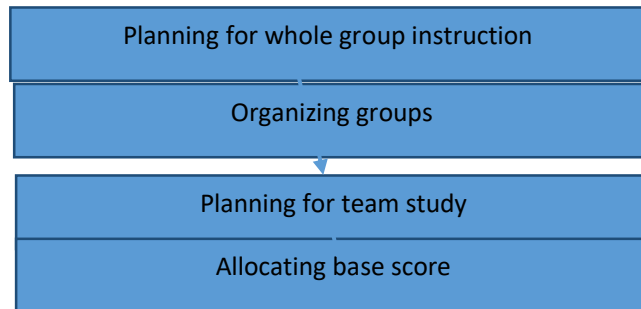 Planning for whole group instruction
Organizing groups
Planning for team study
Allocating base score